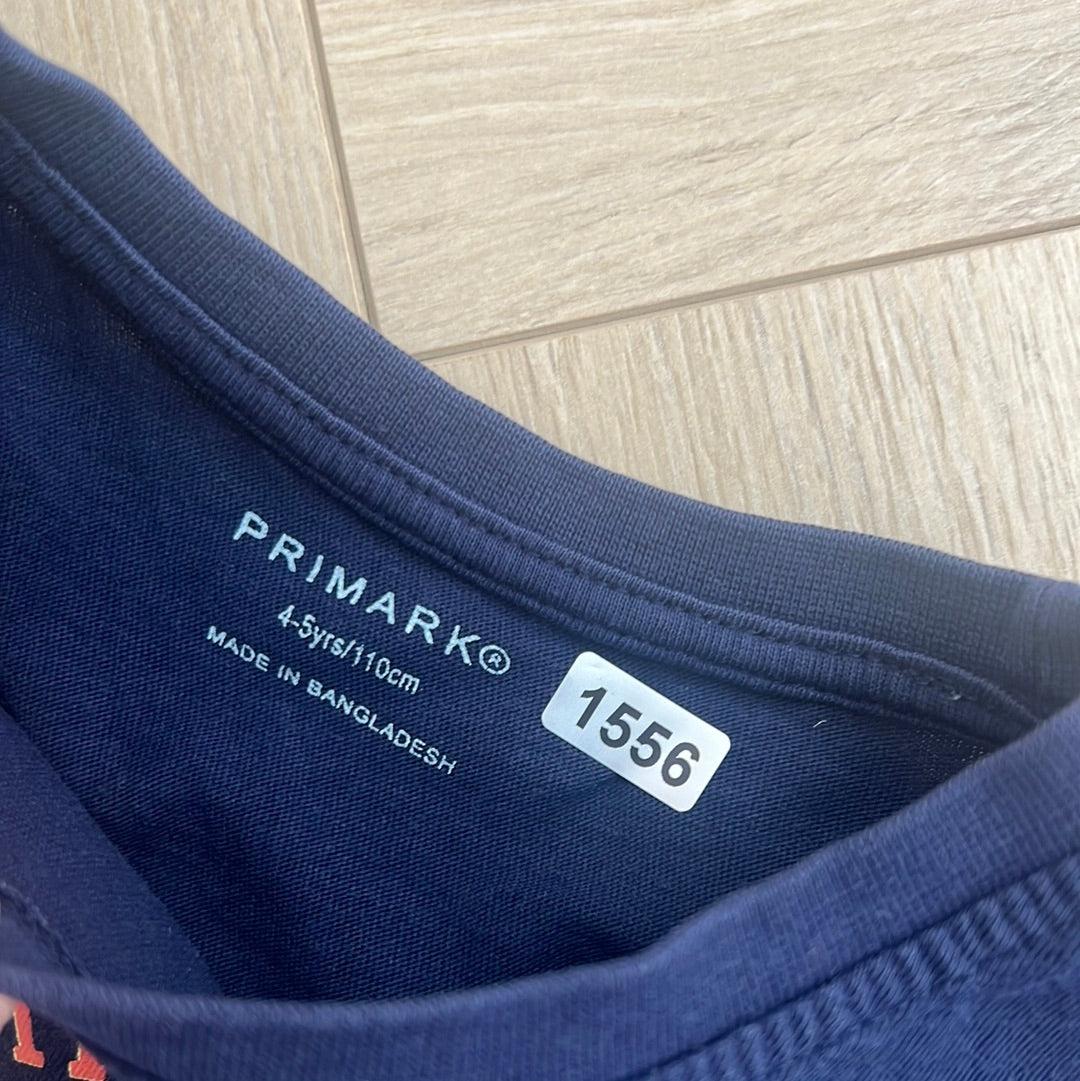 PRIMARK®
4-5yrs/110cm
MADE IN BANGLADESH
1556